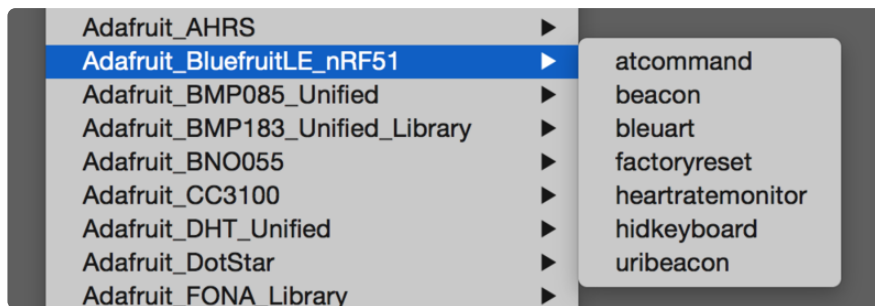 Adafruit_AHRS
Adafruit_BluefruitLE_nRF51
Adafruit_BMP085_Unified
Adafruit_BMP183_Unified_Library
Adafruit_BNO055
Adafruit_CC3100
Adafruit_DHT_Unified
Adafruit_DotStar
Adafruit_FONA_Library
atcommand
beacon
bleuart
factoryreset
heartratemonitor
hidkeyboard
uribeacon